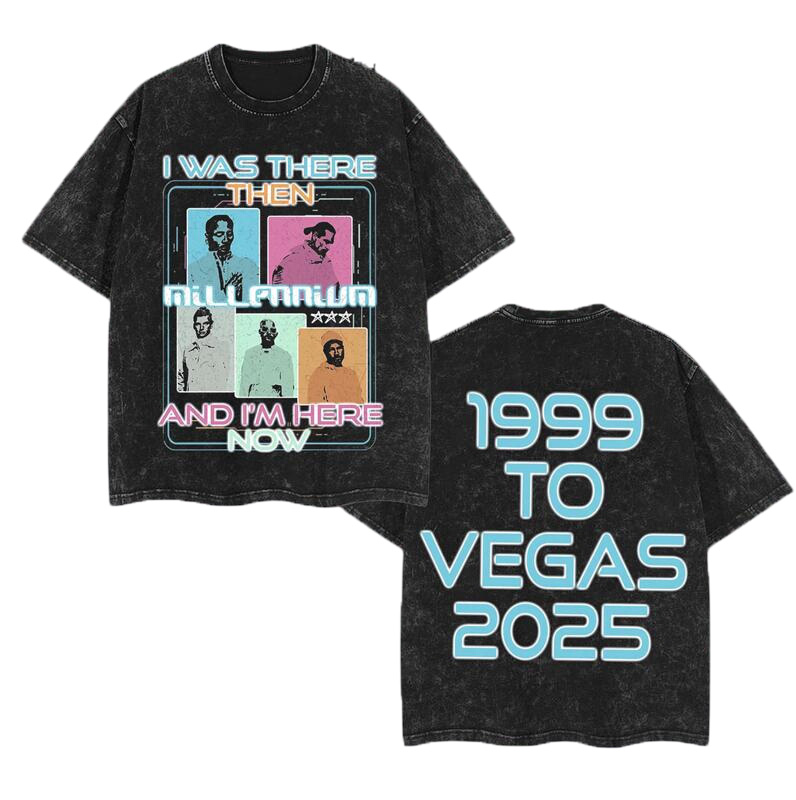 I WAS THERE
THEN
MiLLENNiUM
AND I'M HERE
NOW
1999
TO
VEGAS
2025